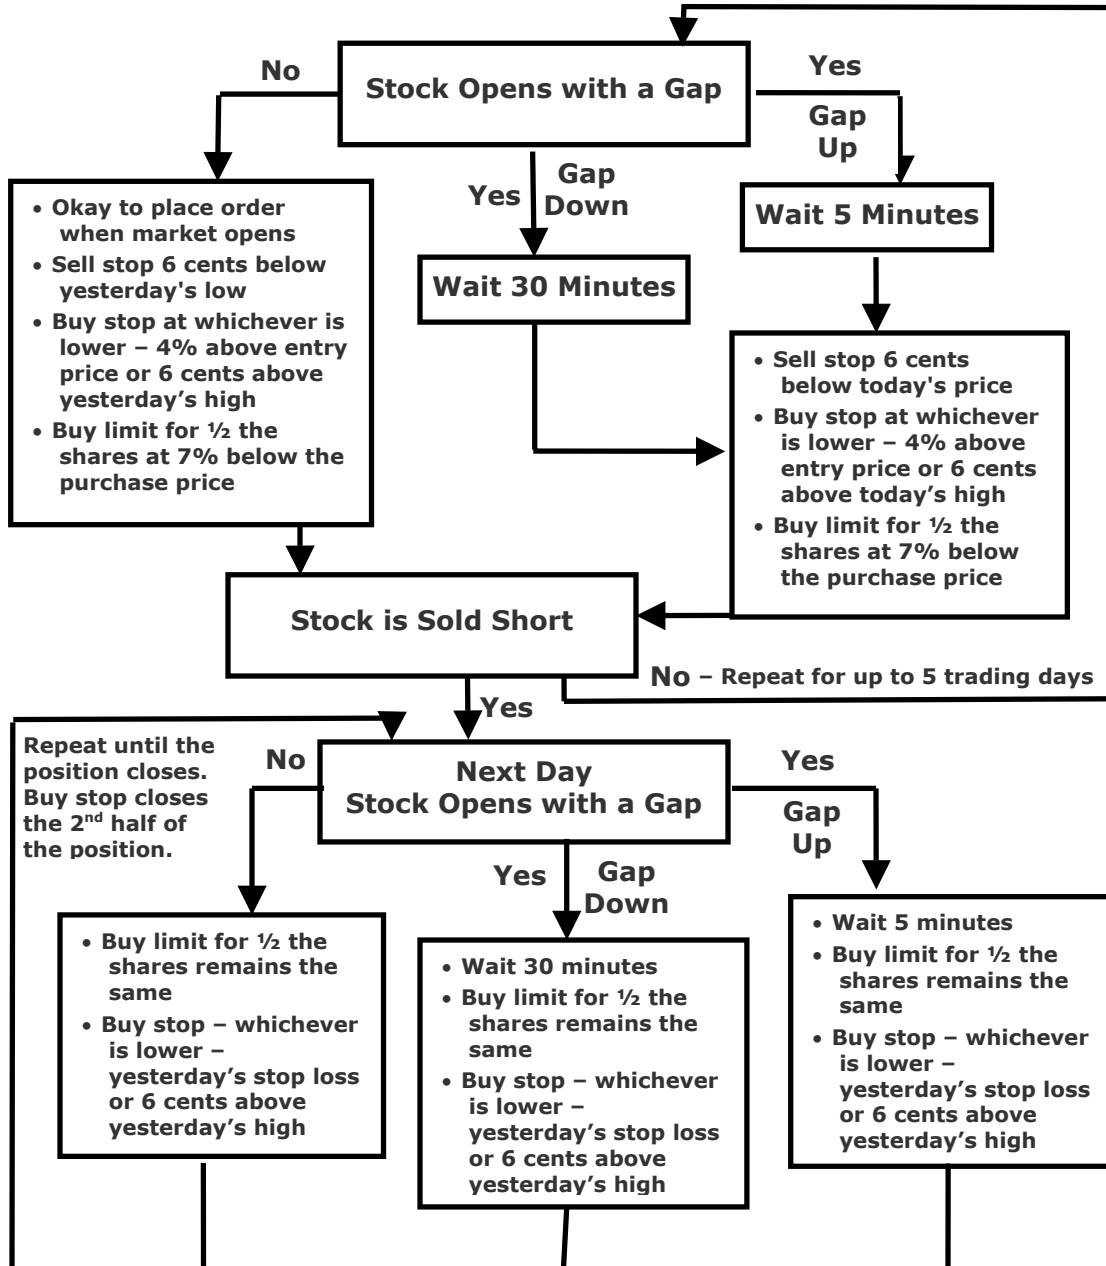 Stock Opens with a Gap
No
Yes
Gap
Up
Yes
Gap
Down
• Okay to place order
when market opens
• Sell stop 6 cents below
yesterday's low
• Buy stop at whichever is
lower – 4% above entry
price or 6 cents above
yesterday’s high
• Buy limit for ½ the
shares at 7% below the
purchase price
Wait 30 Minutes
Wait 5 Minutes
• Sell stop 6 cents
below today's price
• Buy stop at whichever
is lower – 4% above
entry price or 6 cents
above today’s high
• Buy limit for ½ the
shares at 7% below
the purchase price
Stock is Sold Short
No – Repeat for up to 5 trading days
Yes
Repeat until the
position closes.
Buy stop closes
the 2nd half of
the position.
No
Next Day
Stock Opens with a Gap
Yes
Gap
Up
Yes
Gap
Down
• Buy limit for ½ the
shares remains the
same
• Buy stop – whichever
is lower –
yesterday’s stop loss
or 6 cents above
yesterday’s high
• Wait 30 minutes
• Buy limit for ½ the
shares remains the
same
• Buy stop – whichever
is lower –
yesterday’s stop loss
or 6 cents above
yesterday’s high
• Wait 5 minutes
• Buy limit for ½ the
shares remains the
same
• Buy stop – whichever
is lower –
yesterday’s stop loss
or 6 cents above
yesterday’s high